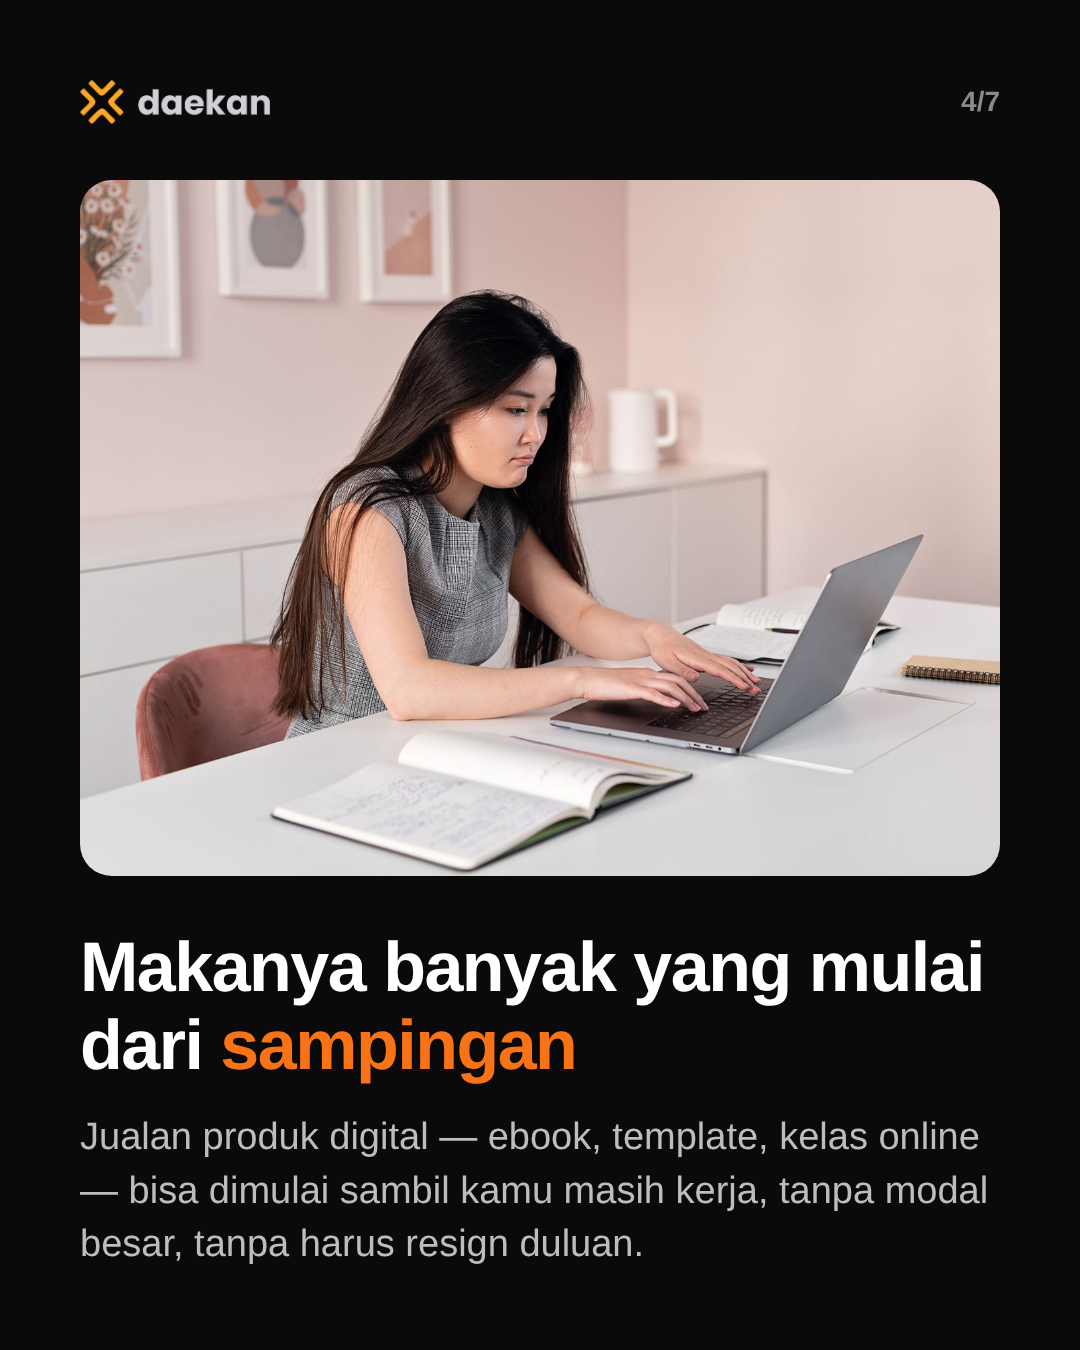 daekan
4/7
Makanya banyak yang mulai
dari sampingan
Jualan produk digital — ebook, template, kelas online
— bisa dimulai sambil kamu masih kerja, tanpa modal
besar, tanpa harus resign duluan.